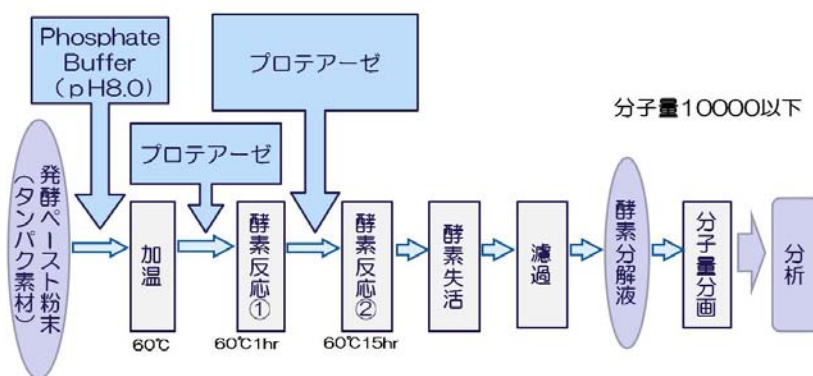 Phosphate
Buffer
(pH8.0)
プロテアーゼ
プロテアーゼ
分子量10000以下
発酵ペースト粉末
(タンパク素材)
加温
酵素反応①
酵素反応②
酵素失活
濾過
酵素分解液
分子量分画
分析
60℃
60℃1hr
60℃15hr